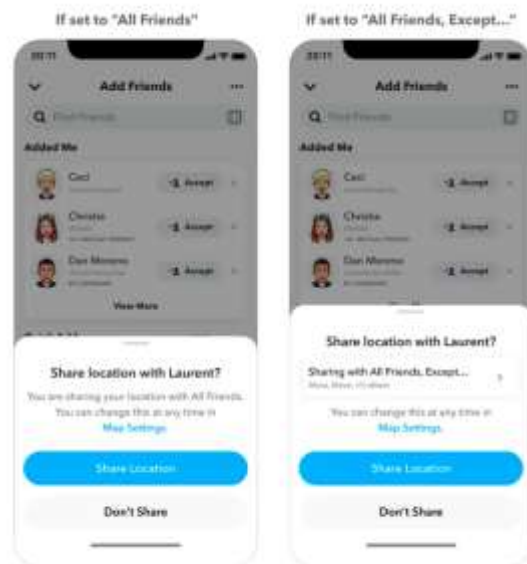 If set to "All Friends"
Add Friends
Find Friends
Added Me
Ceci
Accept
Christie
Accept
Dan Moreno
Accept
View More
Share location with Laurent?
You are sharing your location with All Friends.
You can change this at any time in
Map Settings
Share Location
Don't Share
If set to "All Friends, Except..."
Add Friends
Find Friends
Added Me
Ceci
Accept
Christie
Accept
Dan Moreno
Accept
Share location with Laurent?
Sharing with All Friends, Except...
You can change this at any time in
Map Settings
Share Location
Don't Share